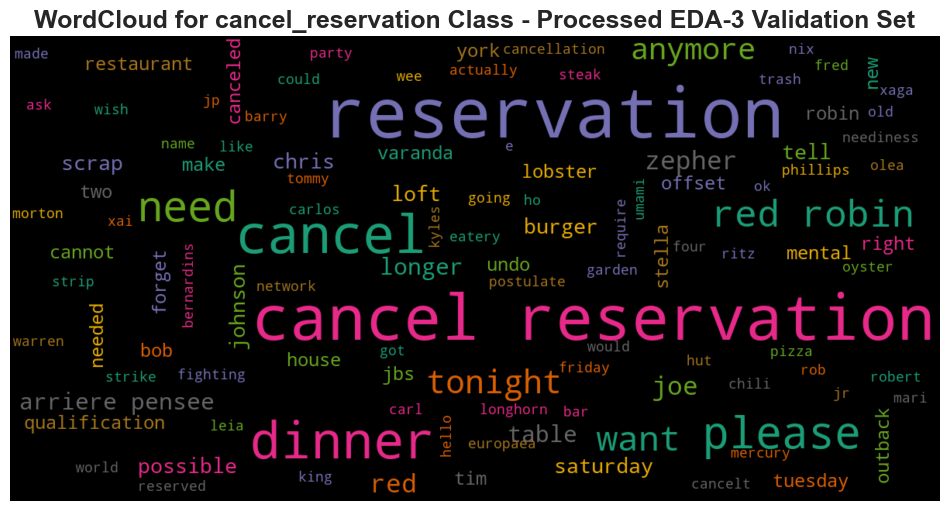 WordCloud for cancel_reservation Class - Processed EDA-3 Validation Set
made
restaurant
canceled
party
could
york
cancellation
actually
wee
steak
anymore
nix
fred
trash
new
xaga
ask
wish
jp
barry
reservation
robin
old
neediness
name
like
scrap
make
chris
varanda
e
lobster
zepher
tell
phillips
olea
offset
ok
two
tommy
loft
going
ho
umami
morton
xai
need
carlos
kyles
burger
require
red robin
cancel
eatery
stella
four
ritz
mental
right
cannot
forget
bernardins
longer
undo
garden
oyster
strip
johnson
network
postulate
cancel reservation
warren
needed
bob
house
got
would
pizza
strike
fighting
jbs
tonight
friday
hut
joe
chili
rob
robert
jr
mari
arriere pensee
qualification
leia
carl
longhorn
bar
dinner
hello
europaea
table
want
please
mercury
outback
world
possible
reserved
king
red
tim
saturday
cancelt
tuesday